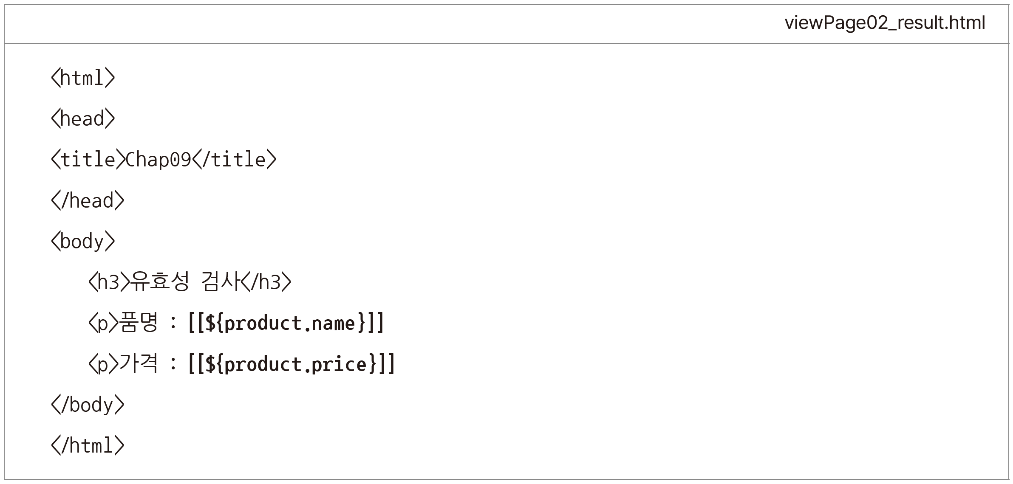 viewPage02_result.html
<html>
<head>
<title>Chap09</title>
</head>
<body>
<h3>유효성 검사</h3>
<p>품명 : [[${product.name}]]
<p>가격 : [[${product.price}]]
</body>
</html>